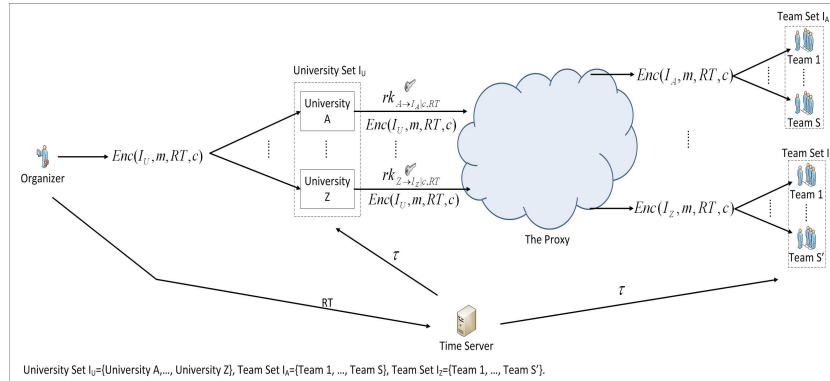 Team Set I_A
Team 1
Team S
University Set I_U
University
A
University
Z
rk_{A→I_A|c,RT}
Enc(I_U,m,RT,c)
rk_{Z→I_Z|c,RT}
Enc(I_U,m,RT,c)
Organizer
Enc(I_U,m,RT,c)
Enc(I_A,m,RT,c)
Enc(I_Z,m,RT,c)
The Proxy
Team Set I
Team 1
Team S'
τ
τ
RT
Time Server
University Set I_U={University A,..., University Z}, Team Set I_A={Team 1, ..., Team S}, Team Set I_Z={Team 1, ..., Team S'}.